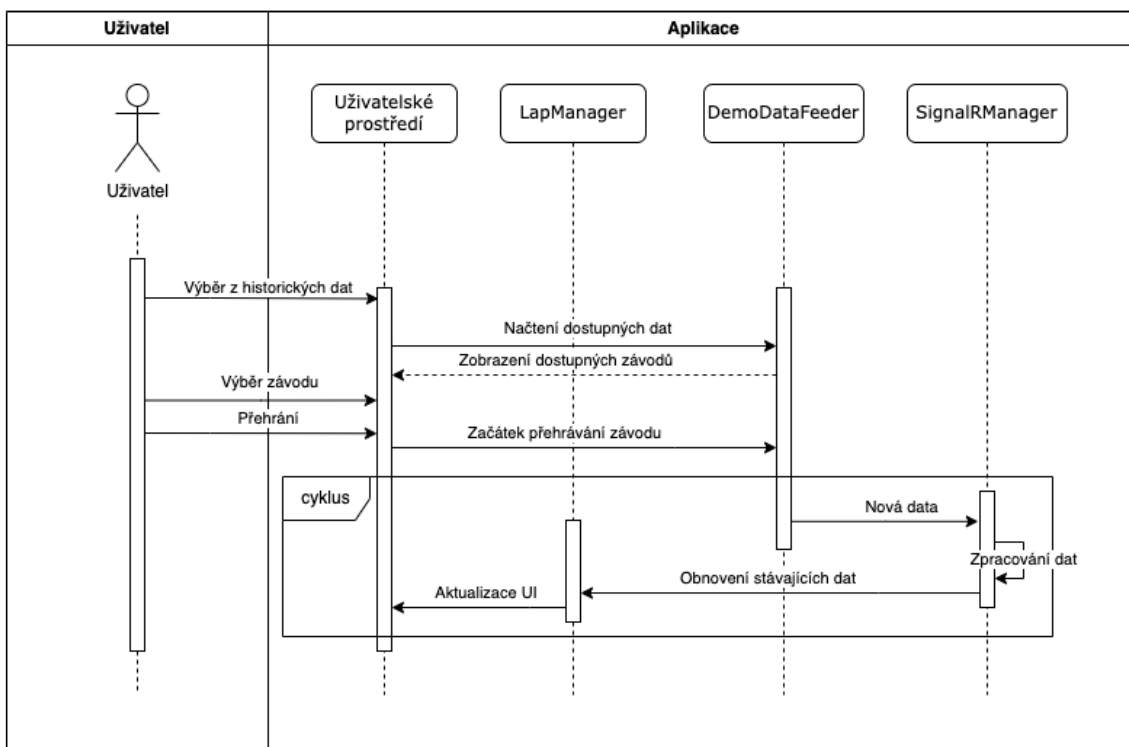 Uživatel
Aplikace
Uživatelské
prostředí
LapManager
DemoDataFeeder
SignalRManager
Uživatel
Výběr z historických dat
Načtení dostupných dat
Zobrazení dostupných závodů
Výběr závodu
Přehrání
Začátek přehrávání závodu
cyklus
Nová data
Zpracování dat
Obnovení stávajících dat
Aktualizace UI